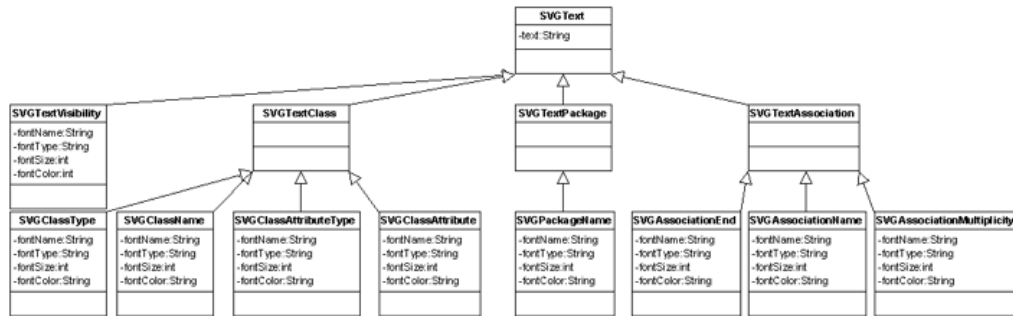 SVGText
-text:String
SVGTextVisibility
-fontName:String
-fontType:String
-fontSize:int
-fontColor:int
SVGTextClass
SVGTextPackage
SVGTextAssociation
SVGClassType
-fontName:String
-fontType:String
-fontSize:int
-fontColor:String
SVGClassName
-fontName:String
-fontType:String
-fontSize:int
-fontColor:String
SVGClassAttributeType
-fontName:String
-fontType:String
-fontSize:int
-fontColor:String
SVGClassAttribute
-fontName:String
-fontType:String
-fontSize:int
-fontColor:String
SVGPackageName
-fontName:String
-fontType:String
-fontSize:int
-fontColor:String
SVGAssociationEnd
-fontName:String
-fontType:String
-fontSize:int
-fontColor:String
SVGAssociationName
-fontName:String
-fontType:String
-fontSize:int
-fontColor:String
SVGAssociationMultiplicity
-fontName:String
-fontType:String
-fontSize:int
-fontColor:String